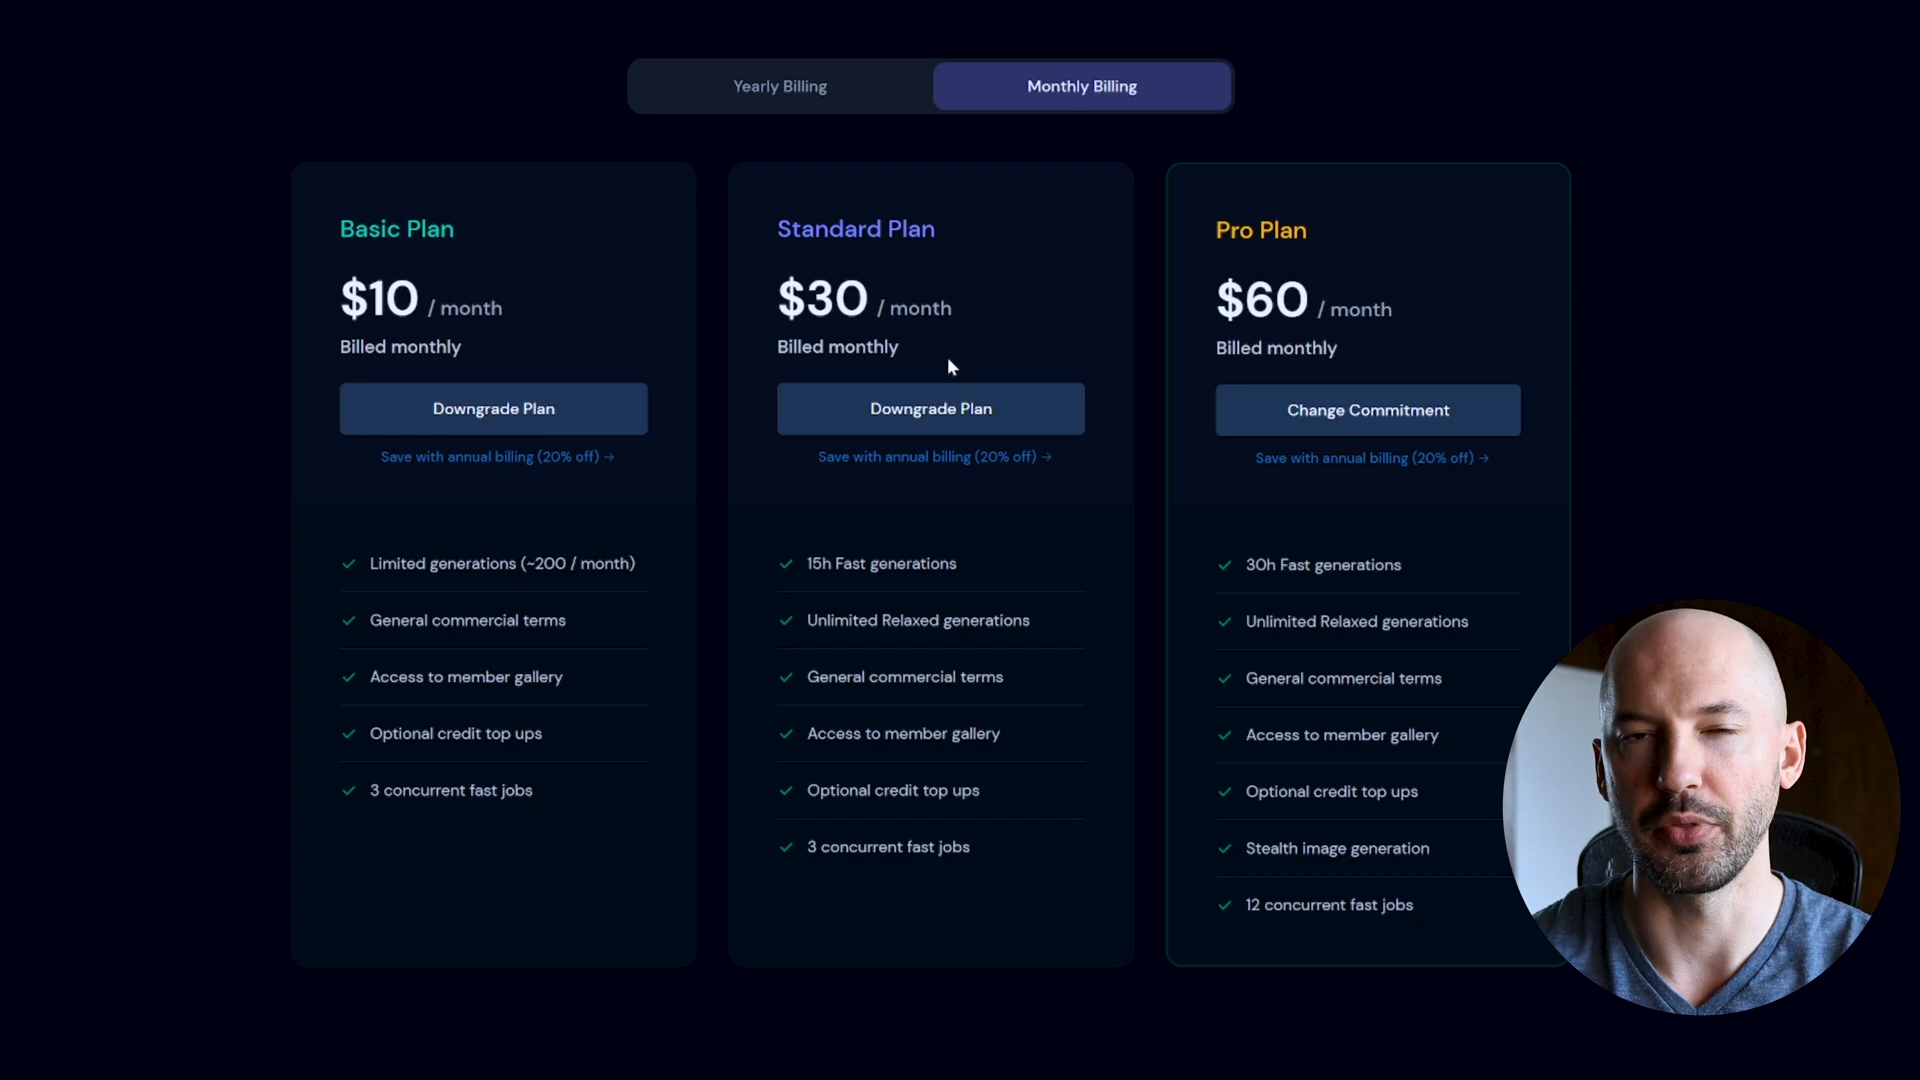 Yearly Billing
Monthly Billing
Basic Plan
$10 / month
Billed monthly
Downgrade Plan
Save with annual billing (20% off) →
Limited generations (~200 / month)
General commercial terms
Access to member gallery
Optional credit top ups
3 concurrent fast jobs
Standard Plan
$30 / month
Billed monthly
Downgrade Plan
Save with annual billing (20% off) →
15h Fast generations
Unlimited Relaxed generations
General commercial terms
Access to member gallery
Optional credit top ups
3 concurrent fast jobs
Pro Plan
$60 / month
Billed monthly
Change Commitment
Save with annual billing (20% off) →
30h Fast generations
Unlimited Relaxed generations
General commercial terms
Access to member gallery
Optional credit top ups
Stealth image generation
12 concurrent fast jobs